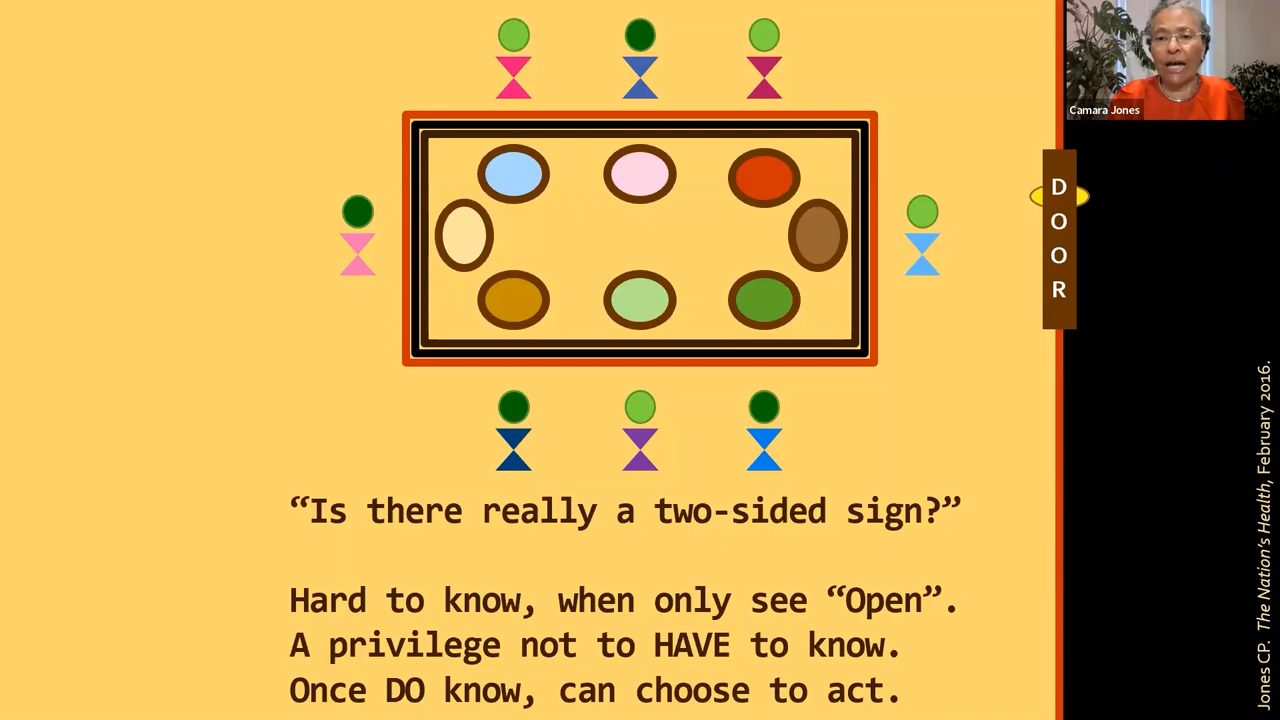 Camara Jones
DOOR
“Is there really a two-sided sign?”
Hard to know, when only see “Open”.
A privilege not to HAVE to know.
Once DO know, can choose to act.
Jones CP. The Nation’s Health, February 2016.